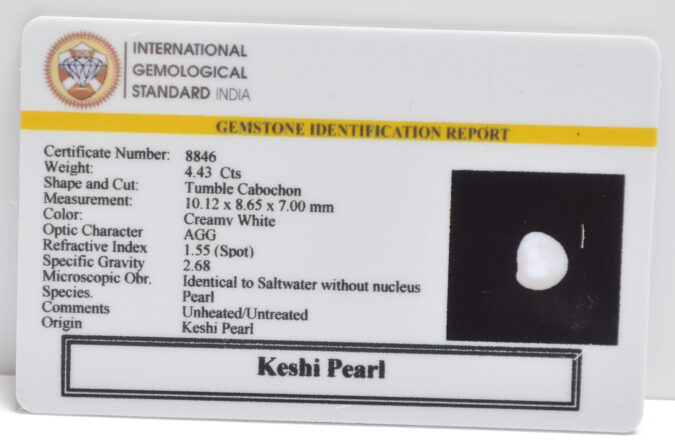 INTERNATIONAL
GEMOLOGICAL
STANDARD INDIA
GEMSTONE IDENTIFICATION REPORT
Certificate Number: 8846
Weight: 4.43 Cts
Shape and Cut: Tumble Cabochon
Measurement: 10.12 x 8.65 x 7.00 mm
Color: Creamy White
Optic Character AGG
Refractive Index 1.55 (Spot)
Specific Gravity 2.68
Microscopic Obr. Identical to Saltwater without nucleus
Species. Pearl
Comments Unheated/Untreated
Origin Keshi Pearl
Keshi Pearl